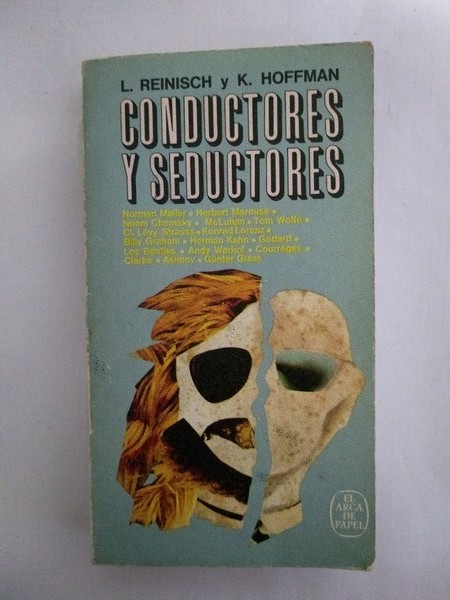 L. REINISCH y K. HOFFMAN
CONDUCTORES
Y SEDUCTORES
Norman Mailer • Herbert Marcuse •
Noam Chomsky • McLuhan • Tom Wolfe •
Cl. Lévy-Strauss • Konrad Lorenz •
Billy Graham • Herman Kahn • Godard •
Los Beatles • Andy Warhol • Courrèges •
Clarke • Asimov • Günter Grass
EL
ARCA
DE
PAPEL